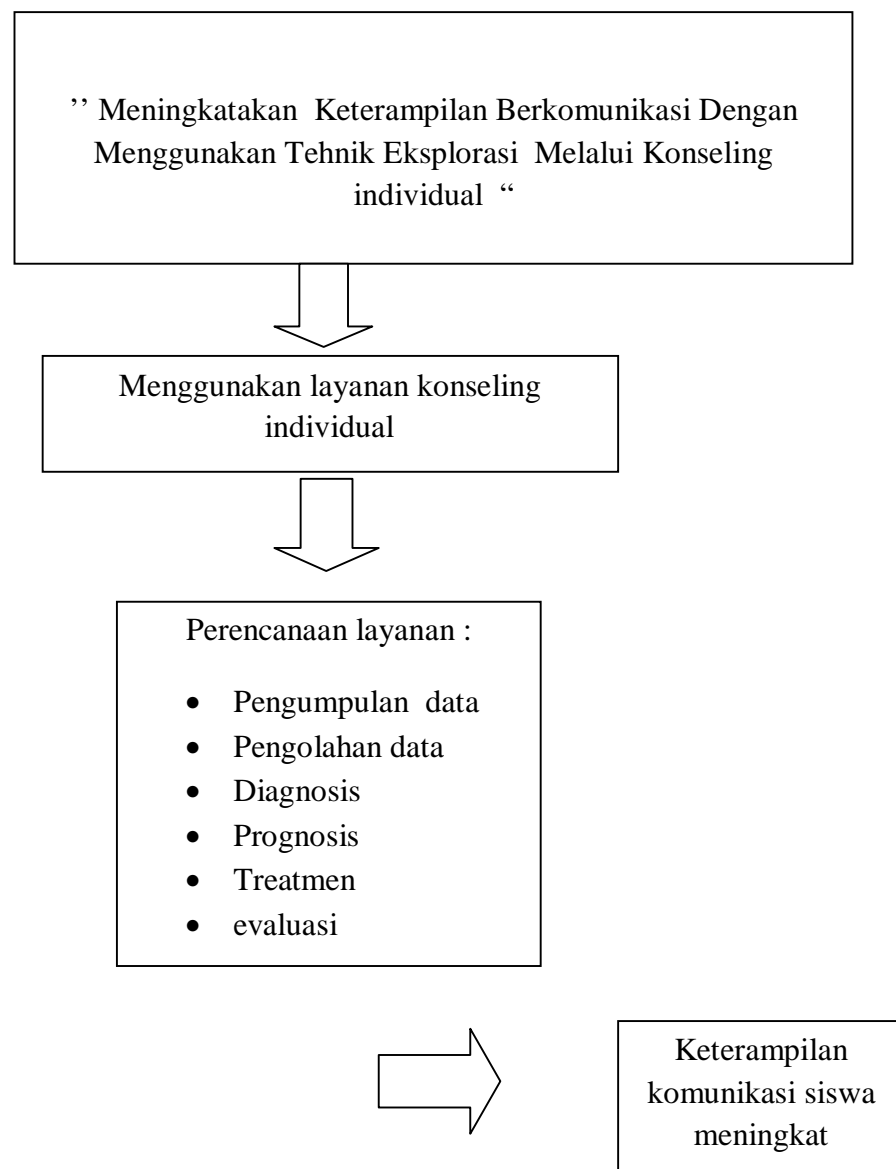 ’’ Meningkatakan Keterampilan Berkomunikasi Dengan
Menggunakan Tehnik Eksplorasi Melalui Konseling
individual “
Menggunakan layanan konseling
individual
Perencanaan layanan :
• Pengumpulan data
• Pengolahan data
• Diagnosis
• Prognosis
• Treatmen
• evaluasi
Keterampilan
komunikasi siswa
meningkat